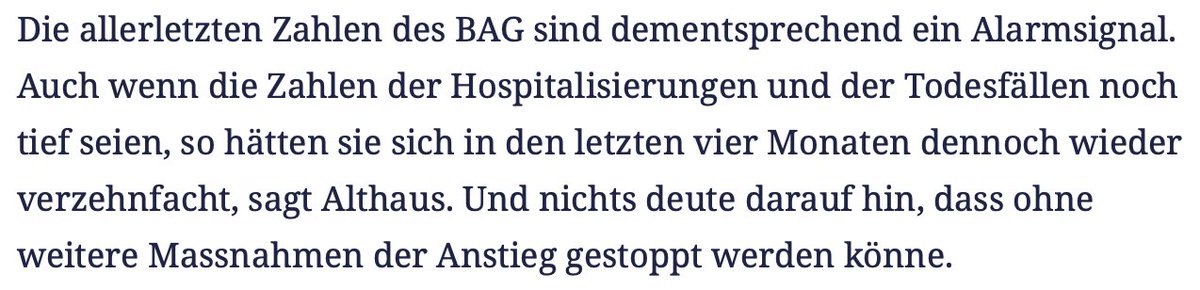 Die allerletzten Zahlen des BAG sind dementsprechend ein Alarmsignal.
Auch wenn die Zahlen der Hospitalisierungen und der Todesfällen noch
tief seien, so hätten sie sich in den letzten vier Monaten dennoch wieder
verzehnfacht, sagt Althaus. Und nichts deute darauf hin, dass ohne
weitere Massnahmen der Anstieg gestoppt werden könne.